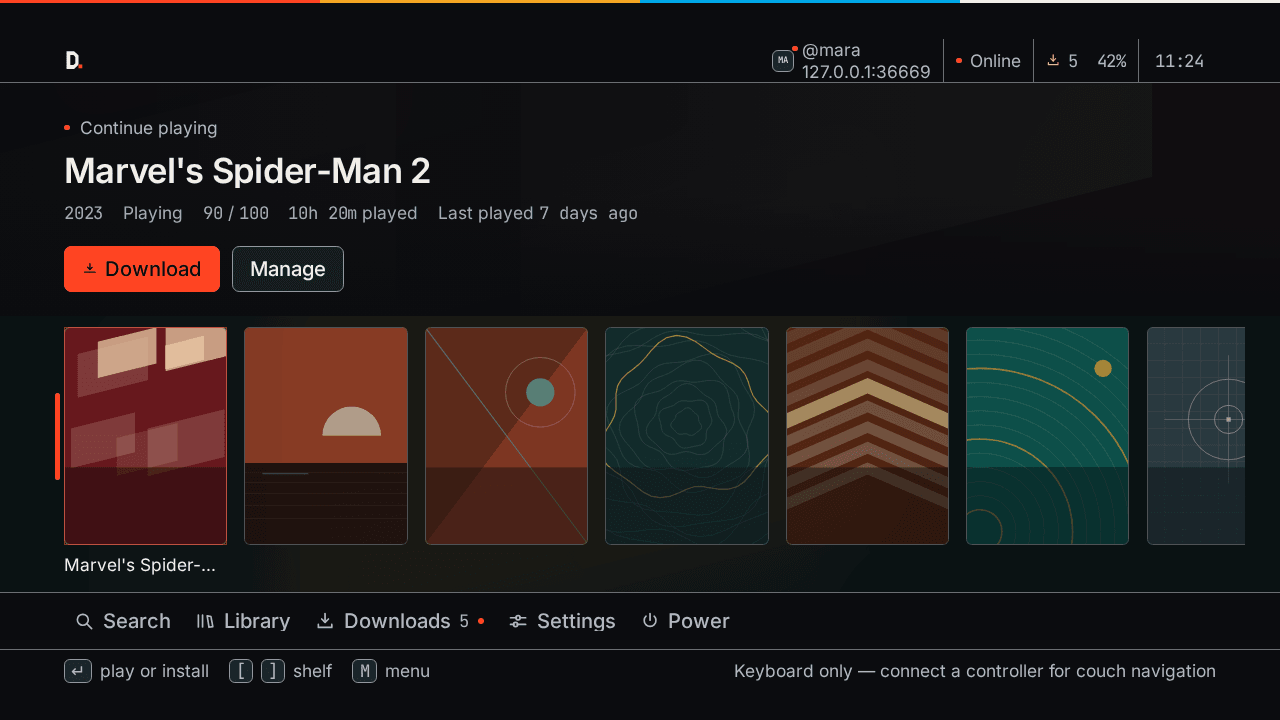 D.
MA @mara
127.0.0.1:36669
Online
5 42%
11:24
Continue playing
Marvel's Spider-Man 2
2023 Playing 90 / 100 10h 20m played Last played 7 days ago
Download Manage
Marvel's Spider-...
Search Library Downloads 5 Settings Power
↵ play or install [ ] shelf M menu
Keyboard only — connect a controller for couch navigation